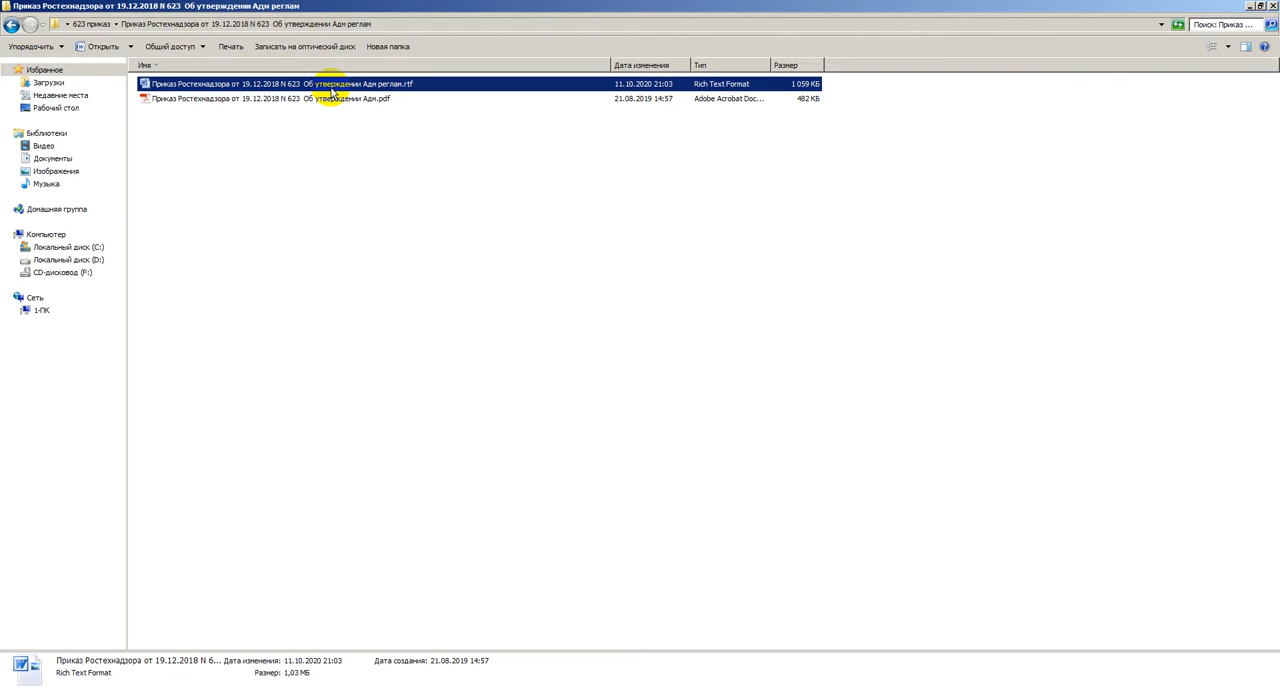 Приказ Ростехнадзора от 19.12.2018 N 623 Об утверждении Адм реглам
623 приказ Приказ Ростехнадзора от 19.12.2018 N 623 Об утверждении Адм реглам Поиск: Приказ ...
Упорядочить Открыть Общий доступ Печать Записать на оптический диск Новая папка
Имя Дата изменения Тип Размер
Приказ Ростехнадзора от 19.12.2018 N 623 Об утверждении Адм реглам.rtf 11.10.2020 21:03 Rich Text Format 1 059 КБ
Приказ Ростехнадзора от 19.12.2018 N 623 Об утверждении Адм.pdf 21.08.2019 14:57 Adobe Acrobat Doc... 482 КБ
Избранное
Загрузки
Недавние места
Рабочий стол
Библиотеки
Видео
Документы
Изображения
Музыка
Домашняя группа
Компьютер
Локальный диск (C:)
Локальный диск (D:)
CD-дисковод (F:)
Сеть
1-ПК
Приказ Ростехнадзора от 19.12.2018 N 6... Дата изменения: 11.10.2020 21:03 Дата создания: 21.08.2019 14:57
Rich Text Format Размер: 1,03 МБ